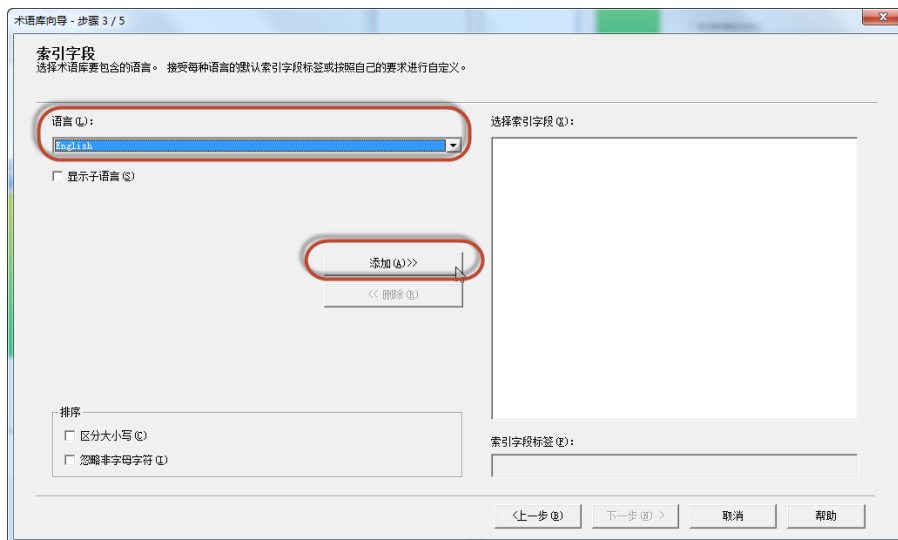 术语库向导 - 步骤 3 / 5
索引字段
选择术语库要包含的语言。 接受每种语言的默认索引字段标签或按照自己的要求进行自定义。
语言(L):
English
显示子语言(S)
选择索引字段(X):
添加(A)>>
<< 删除(R)
排序
区分大小写(C)
忽略非字母字符(I)
索引字段标签(F):
<上一步(B)
下一步(N) >
取消
帮助